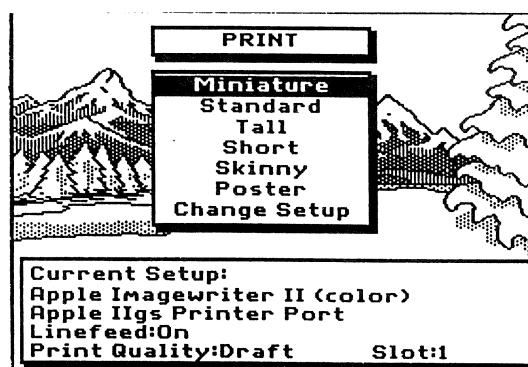 PRINT
Miniature
Standard
Tall
Short
Skinny
Poster
Change Setup
Current Setup:
Apple Imagewriter II (color)
Apple IIgs Printer Port
Linefeed:On
Print Quality:Draft Slot:1